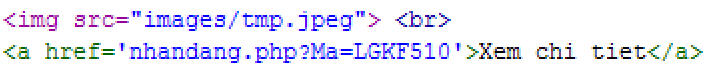 <img src="images/tmp.jpeg"> <br>
<a href='nhandang.php?Ma=LGKF510'>Xem chi tiet</a>